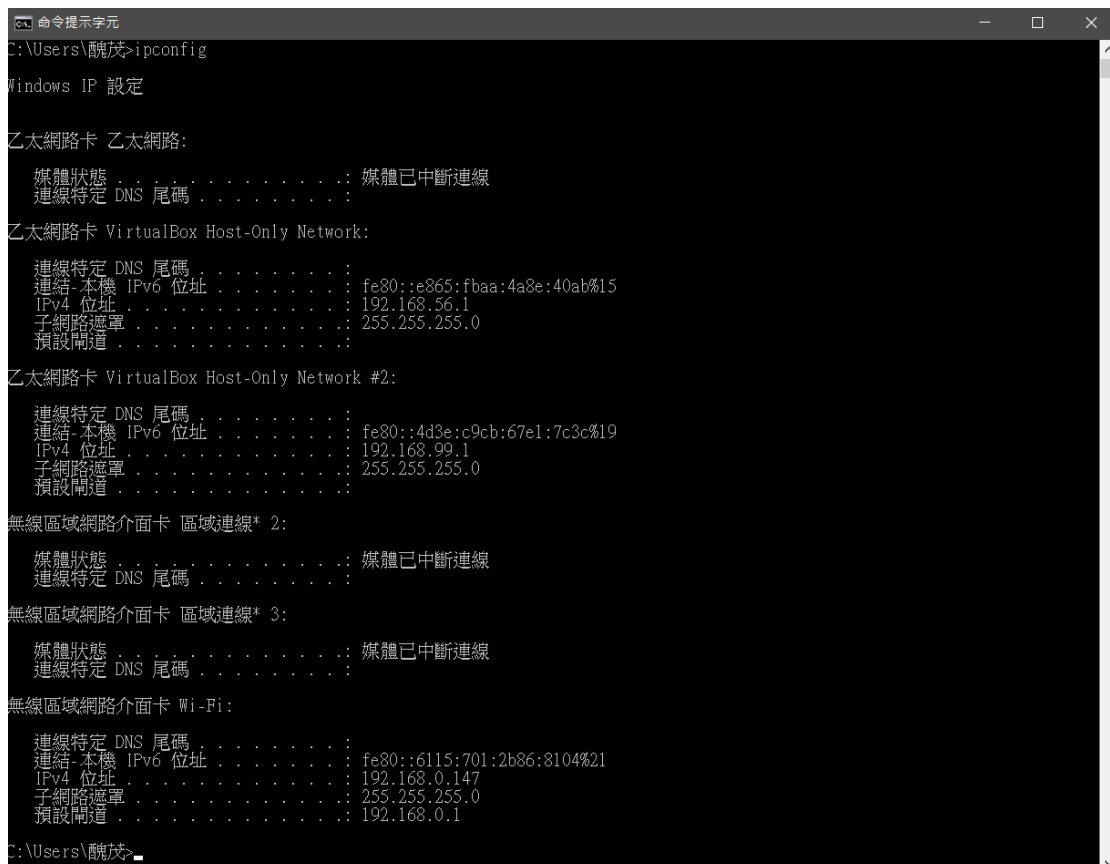 命令提示字元
C:\Users\醜茂>ipconfig
Windows IP 設定
乙太網路卡 乙太網路:
媒體狀態 . . . . . . . . . . . . .: 媒體已中斷連線
連線特定 DNS 尾碼 . . . . . . . . :
乙太網路卡 VirtualBox Host-Only Network:
連線特定 DNS 尾碼 . . . . . . . . :
連結-本機 IPv6 位址 . . . . . . . : fe80::e865:fbaa:4a8e:40ab%15
IPv4 位址 . . . . . . . . . . . . : 192.168.56.1
子網路遮罩 . . . . . . . . . . . .: 255.255.255.0
預設閘道 . . . . . . . . . . . . .:
乙太網路卡 VirtualBox Host-Only Network #2:
連線特定 DNS 尾碼 . . . . . . . . :
連結-本機 IPv6 位址 . . . . . . . : fe80::4d3e:c9cb:67e1:7c3c%19
IPv4 位址 . . . . . . . . . . . . : 192.168.99.1
子網路遮罩 . . . . . . . . . . . .: 255.255.255.0
預設閘道 . . . . . . . . . . . . .:
無線區域網路介面卡 區域連線* 2:
媒體狀態 . . . . . . . . . . . . .: 媒體已中斷連線
連線特定 DNS 尾碼 . . . . . . . . :
無線區域網路介面卡 區域連線* 3:
媒體狀態 . . . . . . . . . . . . .: 媒體已中斷連線
連線特定 DNS 尾碼 . . . . . . . . :
無線區域網路介面卡 Wi-Fi:
連線特定 DNS 尾碼 . . . . . . . . :
連結-本機 IPv6 位址 . . . . . . . : fe80::6115:701:2b86:8104%21
IPv4 位址 . . . . . . . . . . . . : 192.168.0.147
子網路遮罩 . . . . . . . . . . . .: 255.255.255.0
預設閘道 . . . . . . . . . . . . .: 192.168.0.1
C:\Users\醜茂>